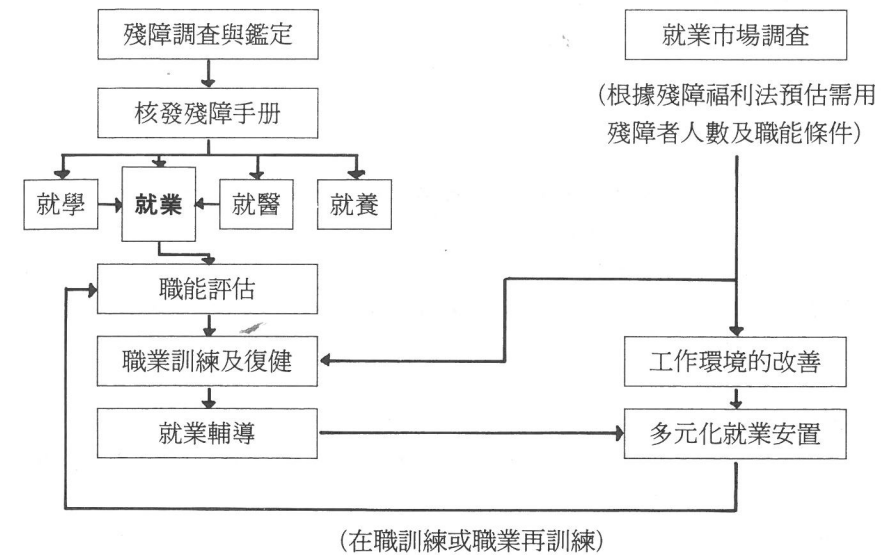 殘障調查與鑑定
就業市場調查
核發殘障手册
（根據殘障福利法預估需用
殘障者人數及職能條件）
就學
就業
就醫
就養
職能評估
職業訓練及復健
工作環境的改善
就業輔導
多元化就業安置
（在職訓練或職業再訓練）